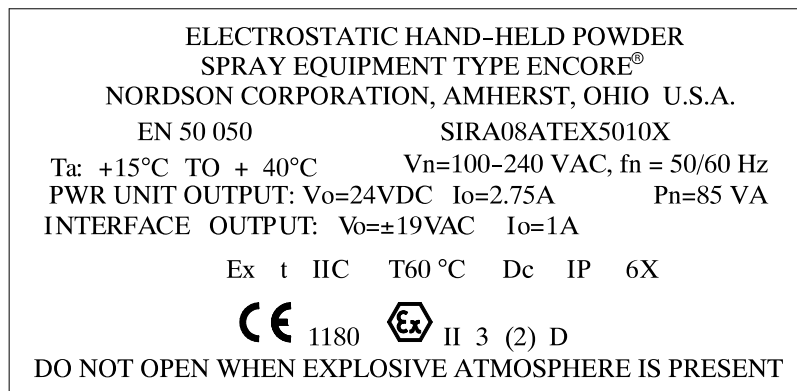 ELECTROSTATIC HAND-HELD POWDER
SPRAY EQUIPMENT TYPE ENCORE®
NORDSON CORPORATION, AMHERST, OHIO U.S.A.
EN 50 050 SIRA08ATEX5010X
Ta: +15°C TO + 40°C Vn=100-240 VAC, fn = 50/60 Hz
PWR UNIT OUTPUT: Vo=24VDC Io=2.75A Pn=85 VA
INTERFACE OUTPUT: Vo=±19VAC Io=1A
Ex t IIC T60 °C Dc IP 6X
CE 1180 Ex II 3 (2) D
DO NOT OPEN WHEN EXPLOSIVE ATMOSPHERE IS PRESENT